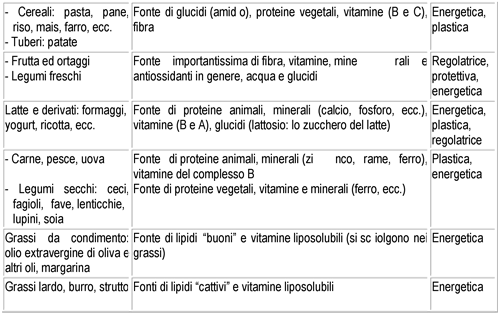 - Cereali: pasta, pane, riso, mais, farro, ecc.
- Tuberi: patate
Fonte di glucidi (amid o), proteine vegetali, vitamine (B e C), fibra
Energetica, plastica
- Frutta ed ortaggi
- Legumi freschi
Fonte importantissima di fibra, vitamine, mine rali e antiossidanti in genere, acqua e glucidi
Regolatrice, protettiva, energetica
Latte e derivati: formaggi, yogurt, ricotta, ecc.
Fonte di proteine animali, minerali (calcio, fosforo, ecc.), vitamine (B e A), glucidi (lattosio: lo zucchero del latte)
Energetica, plastica, regolatrice
- Carne, pesce, uova
- Legumi secchi: ceci, fagioli, fave, lenticchie, lupini, soia
Fonte di proteine animali, minerali (zi nco, rame, ferro), vitamine del complesso B
Fonte di proteine vegetali, vitamine e minerali (ferro, ecc.)
Plastica, energetica
Grassi da condimento: olio extravergine di oliva e altri oli, margarina
Fonte di lipidi “buoni” e vitamine liposolubili (si sc iolgono nei grassi)
Energetica
Grassi lardo, burro, strutto
Fonti di lipidi “cattivi” e vitamine liposolubili
Energetica